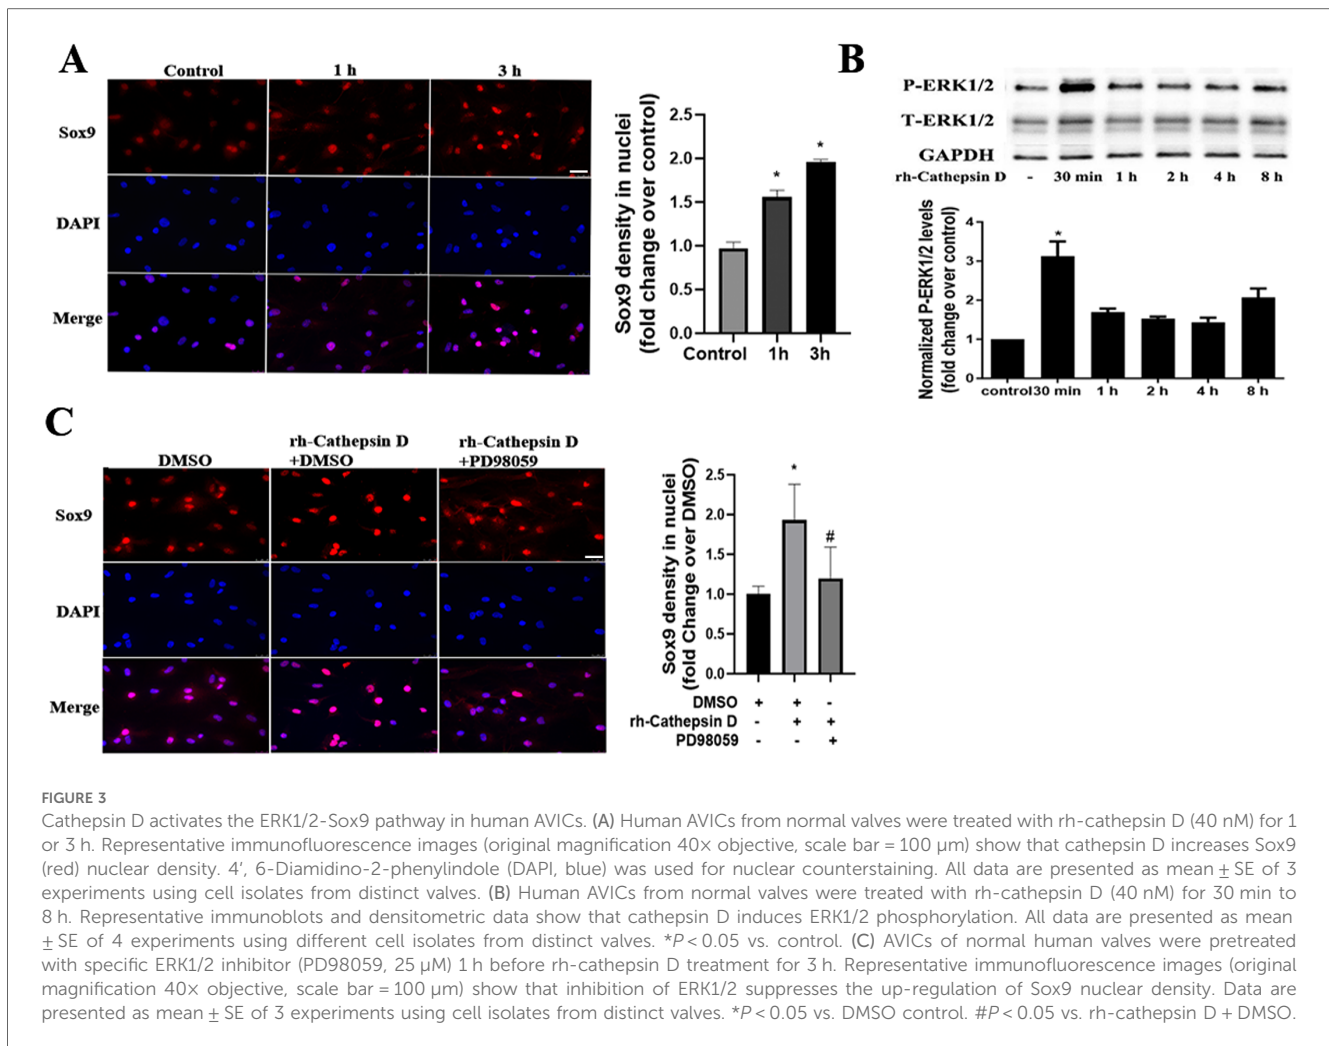 A
Control
1 h
3 h
Sox9
DAPI
Merge
Sox9 density in nuclei
(fold change over control)
2.5
2.0
1.5
1.0
0.5
0.0
Control
1h
3h
*
*
B
P-ERK1/2
T-ERK1/2
GAPDH
rh-Cathepsin D - 30 min 1 h 2 h 4 h 8 h
Normalized P-ERK1/2 levels
(fold change over control)
4
3
2
1
0
*
control 30 min 1 h 2 h 4 h 8 h
C
DMSO
rh-Cathepsin D
+DMSO
rh-Cathepsin D
+PD98059
Sox9
DAPI
Merge
Sox9 density in nuclei
(fold Change over DMSO)
2.5
2.0
1.5
1.0
0.5
0.0
*
#
DMSO + + -
rh-Cathepsin D - + +
PD98059 - - +
FIGURE 3
Cathepsin D activates the ERK1/2-Sox9 pathway in human AVICs. (A) Human AVICs from normal valves were treated with rh-cathepsin D (40 nM) for 1
or 3 h. Representative immunofluorescence images (original magnification 40× objective, scale bar = 100 µm) show that cathepsin D increases Sox9
(red) nuclear density. 4′, 6-Diamidino-2-phenylindole (DAPI, blue) was used for nuclear counterstaining. All data are presented as mean ± SE of 3
experiments using cell isolates from distinct valves. (B) Human AVICs from normal valves were treated with rh-cathepsin D (40 nM) for 30 min to
8 h. Representative immunoblots and densitometric data show that cathepsin D induces ERK1/2 phosphorylation. All data are presented as mean
± SE of 4 experiments using different cell isolates from distinct valves. *P < 0.05 vs. control. (C) AVICs of normal human valves were pretreated
with specific ERK1/2 inhibitor (PD98059, 25 µM) 1 h before rh-cathepsin D treatment for 3 h. Representative immunofluorescence images (original
magnification 40× objective, scale bar = 100 µm) show that inhibition of ERK1/2 suppresses the up-regulation of Sox9 nuclear density. Data are
presented as mean ± SE of 3 experiments using cell isolates from distinct valves. *P < 0.05 vs. DMSO control. #P < 0.05 vs. rh-cathepsin D + DMSO.